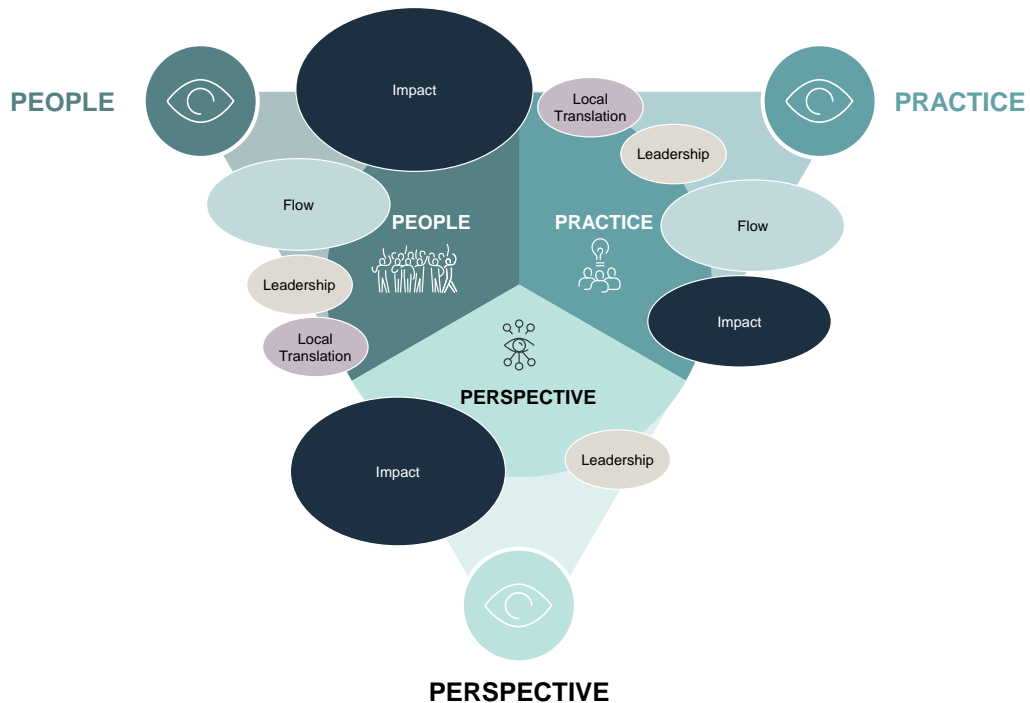 Impact
PEOPLE
Local
Translation
PRACTICE
Leadership
Flow
PEOPLE
PRACTICE
Flow
Leadership
Impact
Local
Translation
PERSPECTIVE
Impact
Leadership
PERSPECTIVE